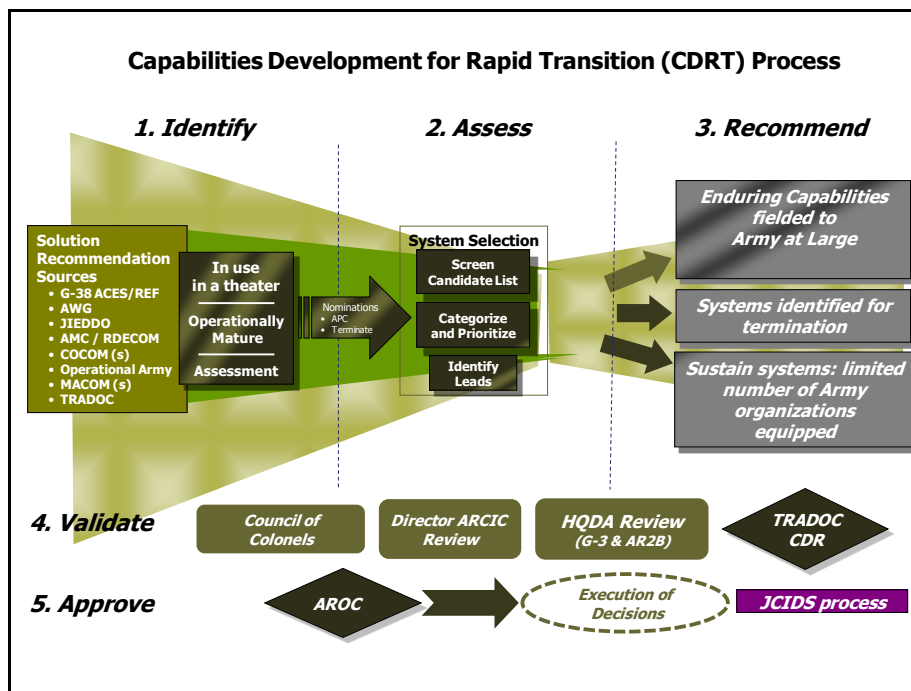 Capabilities Development for Rapid Transition (CDRT) Process
1. Identify
2. Assess
3. Recommend
Solution
Recommendation
Sources
• G-38 ACES/REF
• AWG
• JIEDDO
• AMC / RDECOM
• COCOM (s)
• Operational Army
• MACOM (s)
• TRADOC
In use
in a theater
Operationally
Mature
Assessment
Nominations
• APC
• Terminate
System Selection
Screen
Candidate List
Categorize
and Prioritize
Identify
Leads
Enduring Capabilities
fielded to
Army at Large
Systems identified for
termination
Sustain systems: limited
number of Army
organizations
equipped
4. Validate
Council of
Colonels
Director ARCIC
Review
HQDA Review
(G-3 & AR2B)
TRADOC
CDR
5. Approve
AROC
Execution of
Decisions
JCIDS process